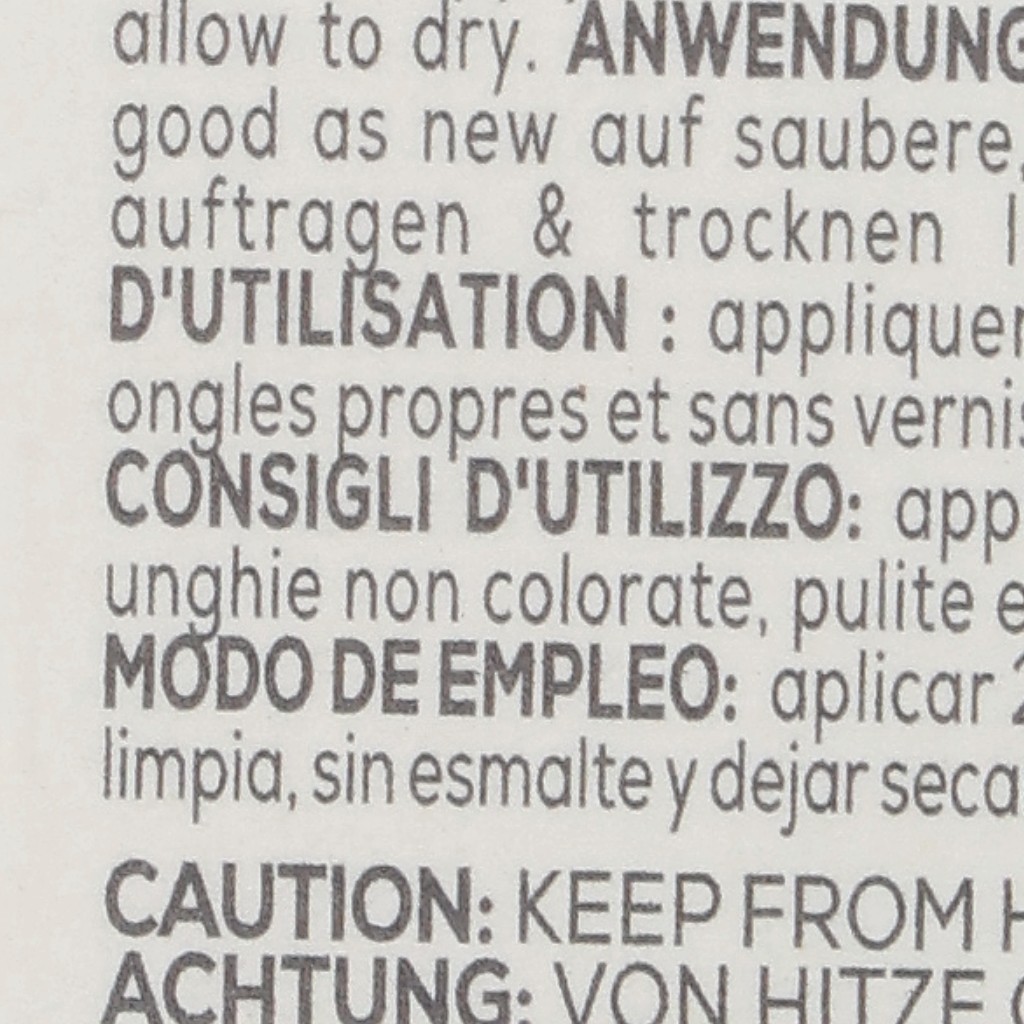 allow to dry. ANWENDUNG
good as new auf saubere,
auftragen & trocknen
D'UTILISATION : appliquer
ongles propres et sans vernis
CONSIGLI D'UTILIZZO: app
unghie non colorate, pulite e
MODO DE EMPLEO: aplicar 2
limpia, sin esmalte y dejar seca
CAUTION: KEEP FROM H
ACHTUNG: VON HITZE